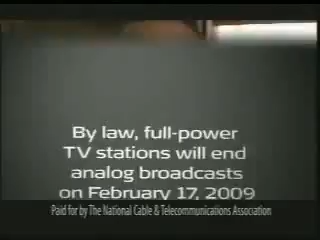 By law, full-power
TV stations will end
analog broadcasts
on February 17, 2009
Paid for by The National Cable & Telecommunications Association